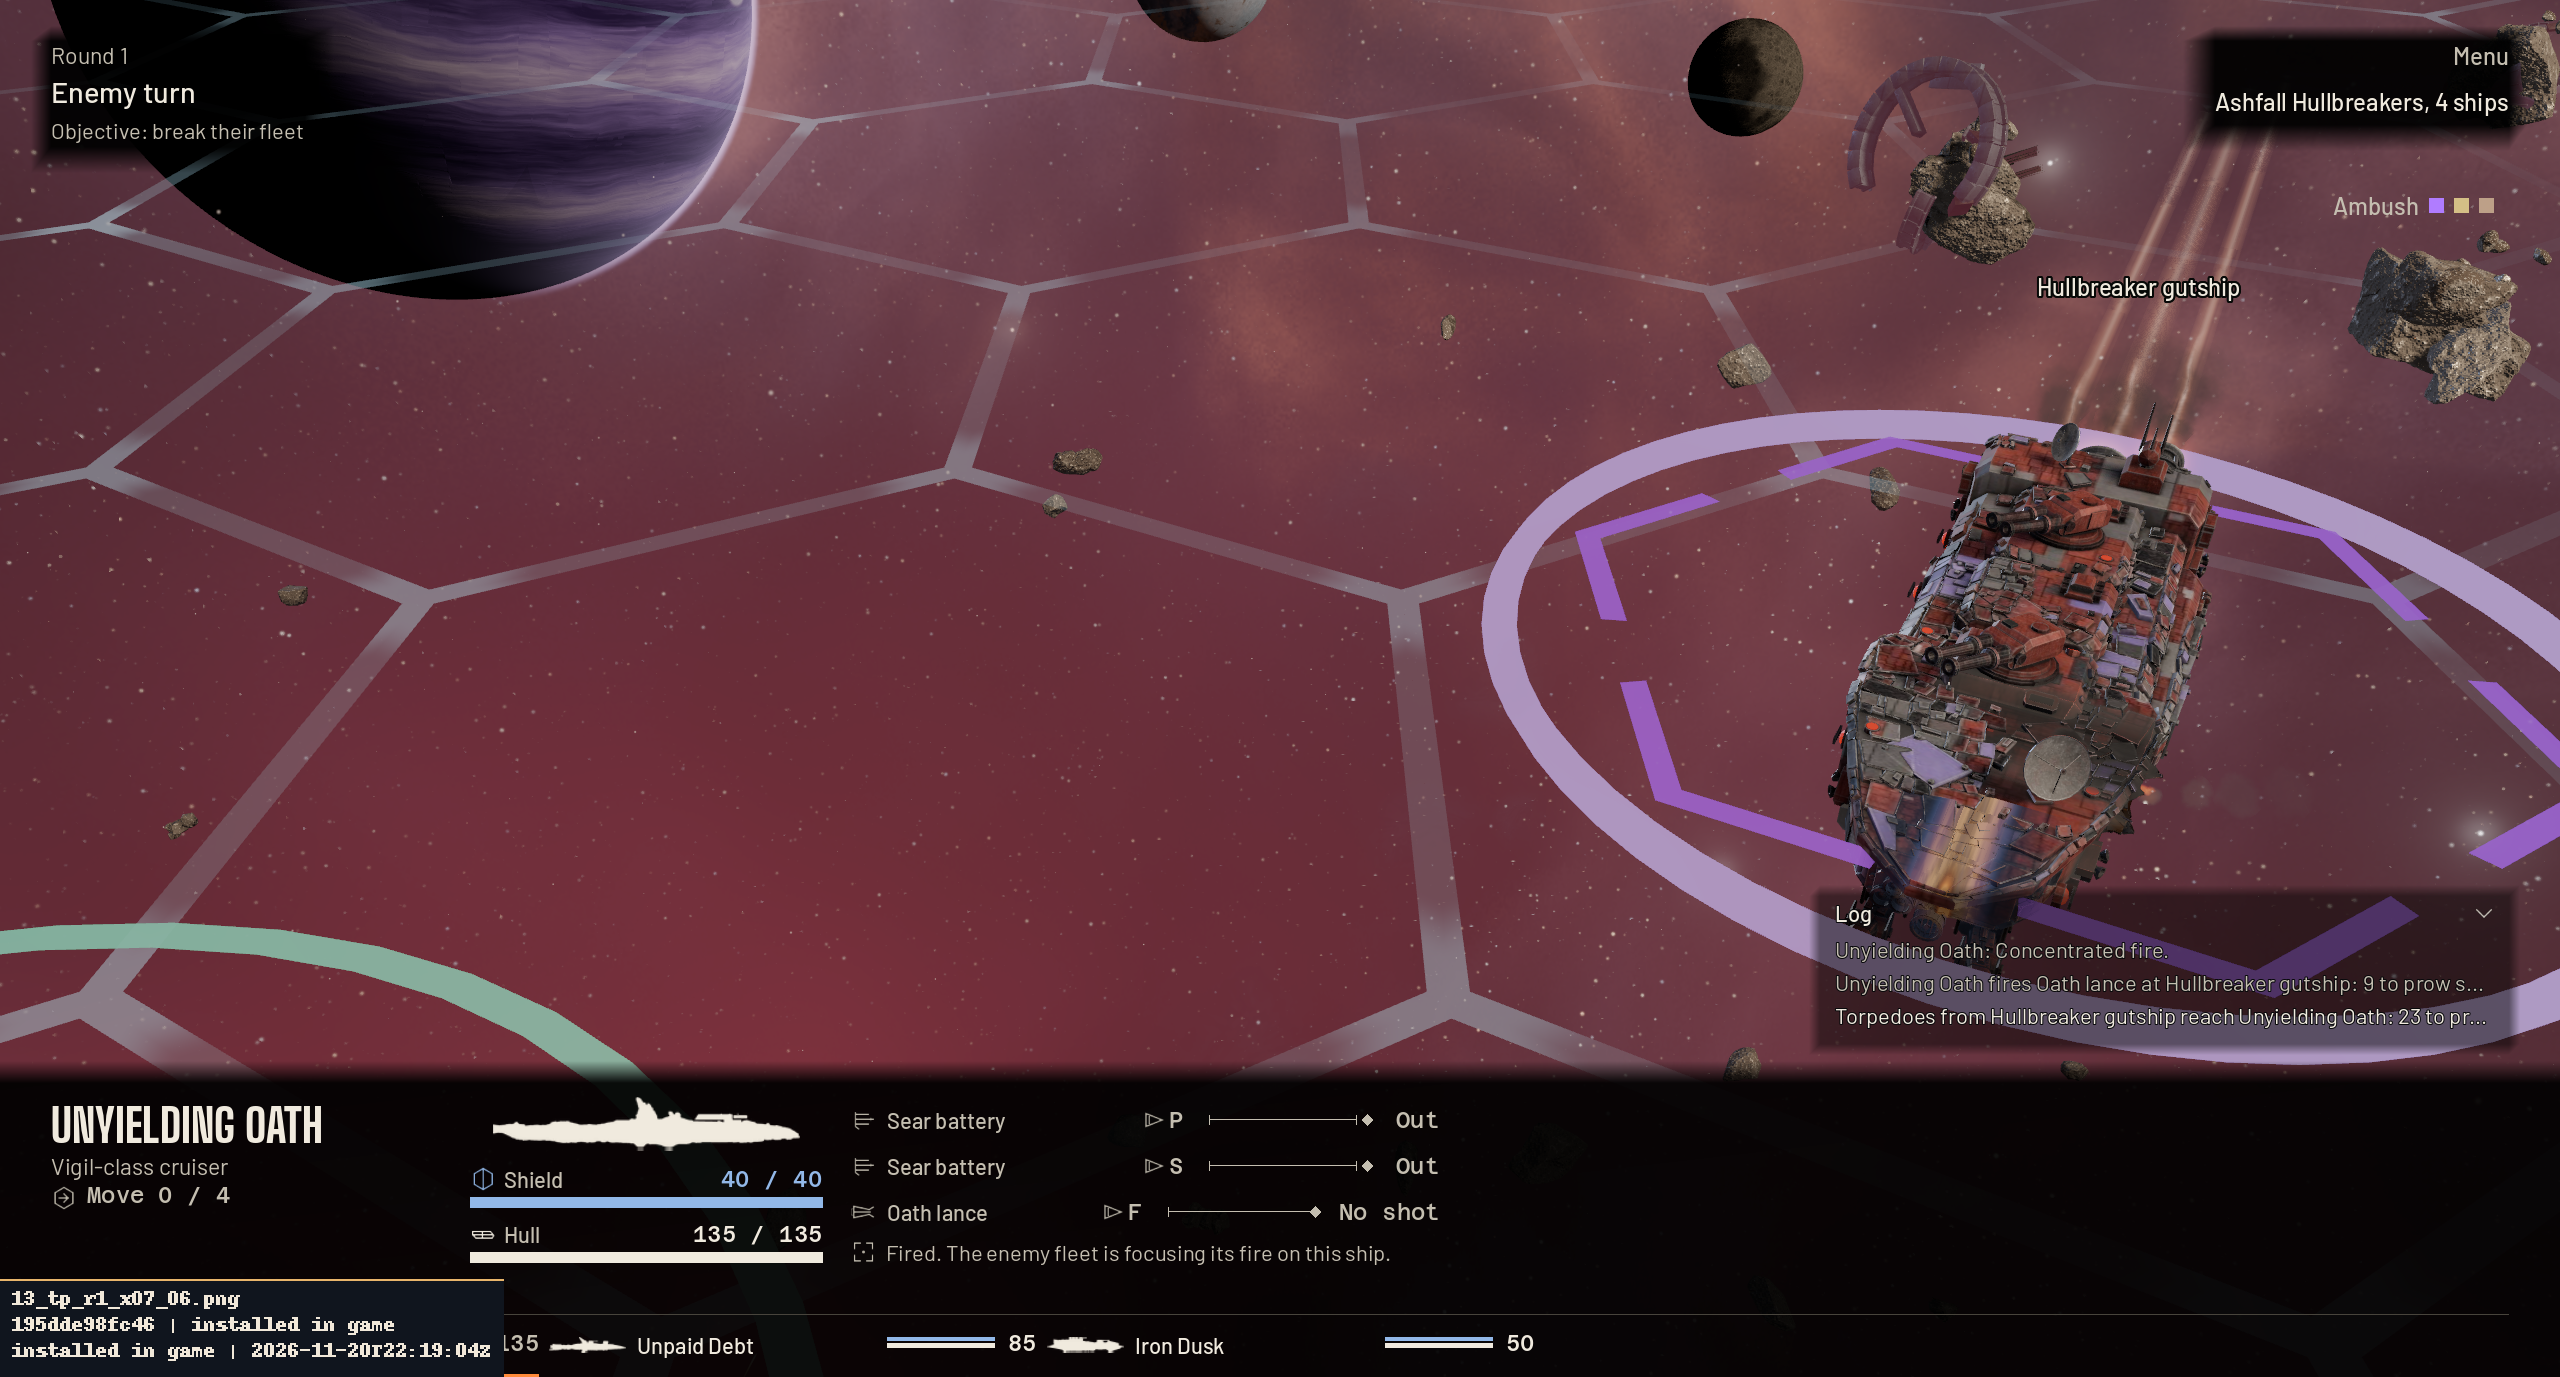 Round 1
Enemy turn
Objective: break their fleet
Menu
Ashfall Hullbreakers, 4 ships
Ambush
Hullbreaker gutship
Log
Unyielding Oath: Concentrated fire.
Unyielding Oath fires Oath lance at Hullbreaker gutship: 9 to prow s...
Torpedoes from Hullbreaker gutship reach Unyielding Oath: 23 to pr...
UNYIELDING OATH
Vigil-class cruiser
Move 0 / 4
Shield 40 / 40
Hull 135 / 135
Sear battery P Out
Sear battery S Out
Oath lance F No shot
Fired. The enemy fleet is focusing its fire on this ship.
13_tp_r1_x07_06.png
195dde98fc46 | installed in game
installed in game | 2026-11-20T22:19:04Z
135 Unpaid Debt 85 Iron Dusk 50